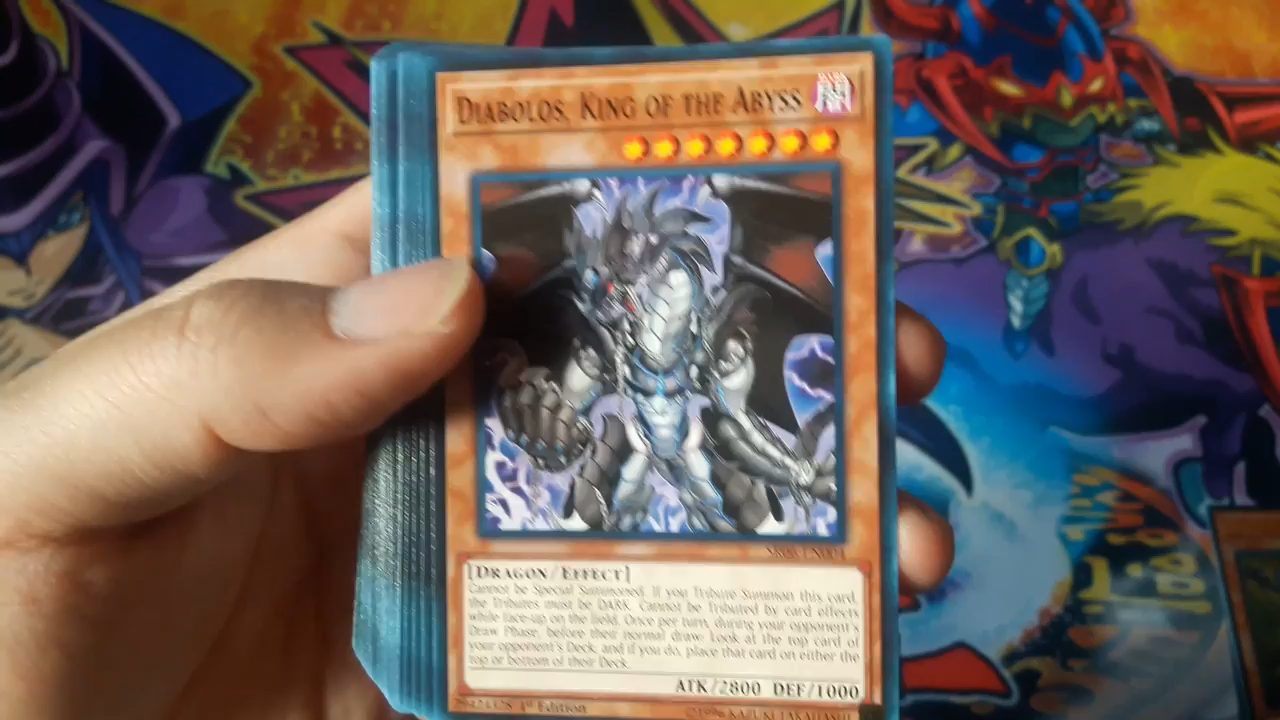 DIABOLOS, KING OF THE ABYSS
SR06-EN004
[DRAGON/EFFECT]
Cannot be Special Summoned. If you Tribute Summon this card,
the Tributes must be DARK. Cannot be Tributed by card effects
while face-up on the field. Once per turn, during your opponent's
Draw Phase, before their normal draw: Look at the top card of
your opponent's Deck, and if you do, place that card on either the
top or bottom of their Deck.
ATK/2800 DEF/1000
1st Edition
©1996 KAZUKI TAKAHASHI